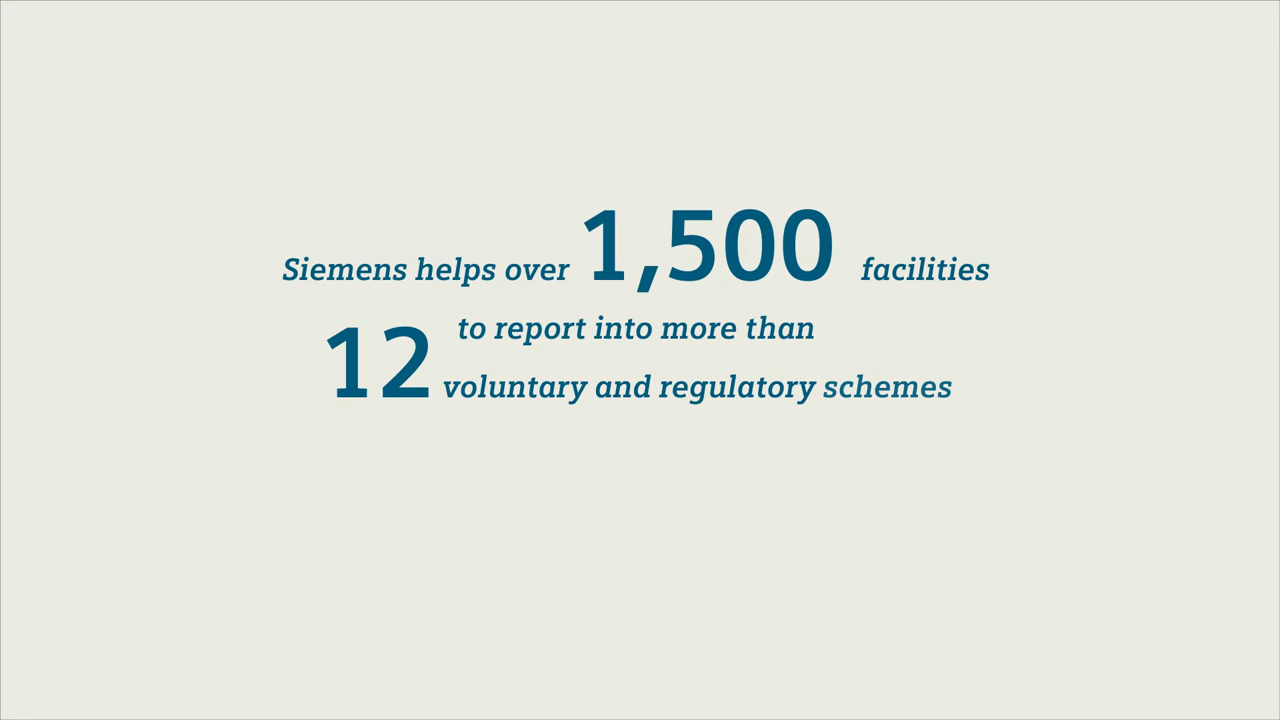 Siemens helps over 1,500 facilities
to report into more than
12 voluntary and regulatory schemes